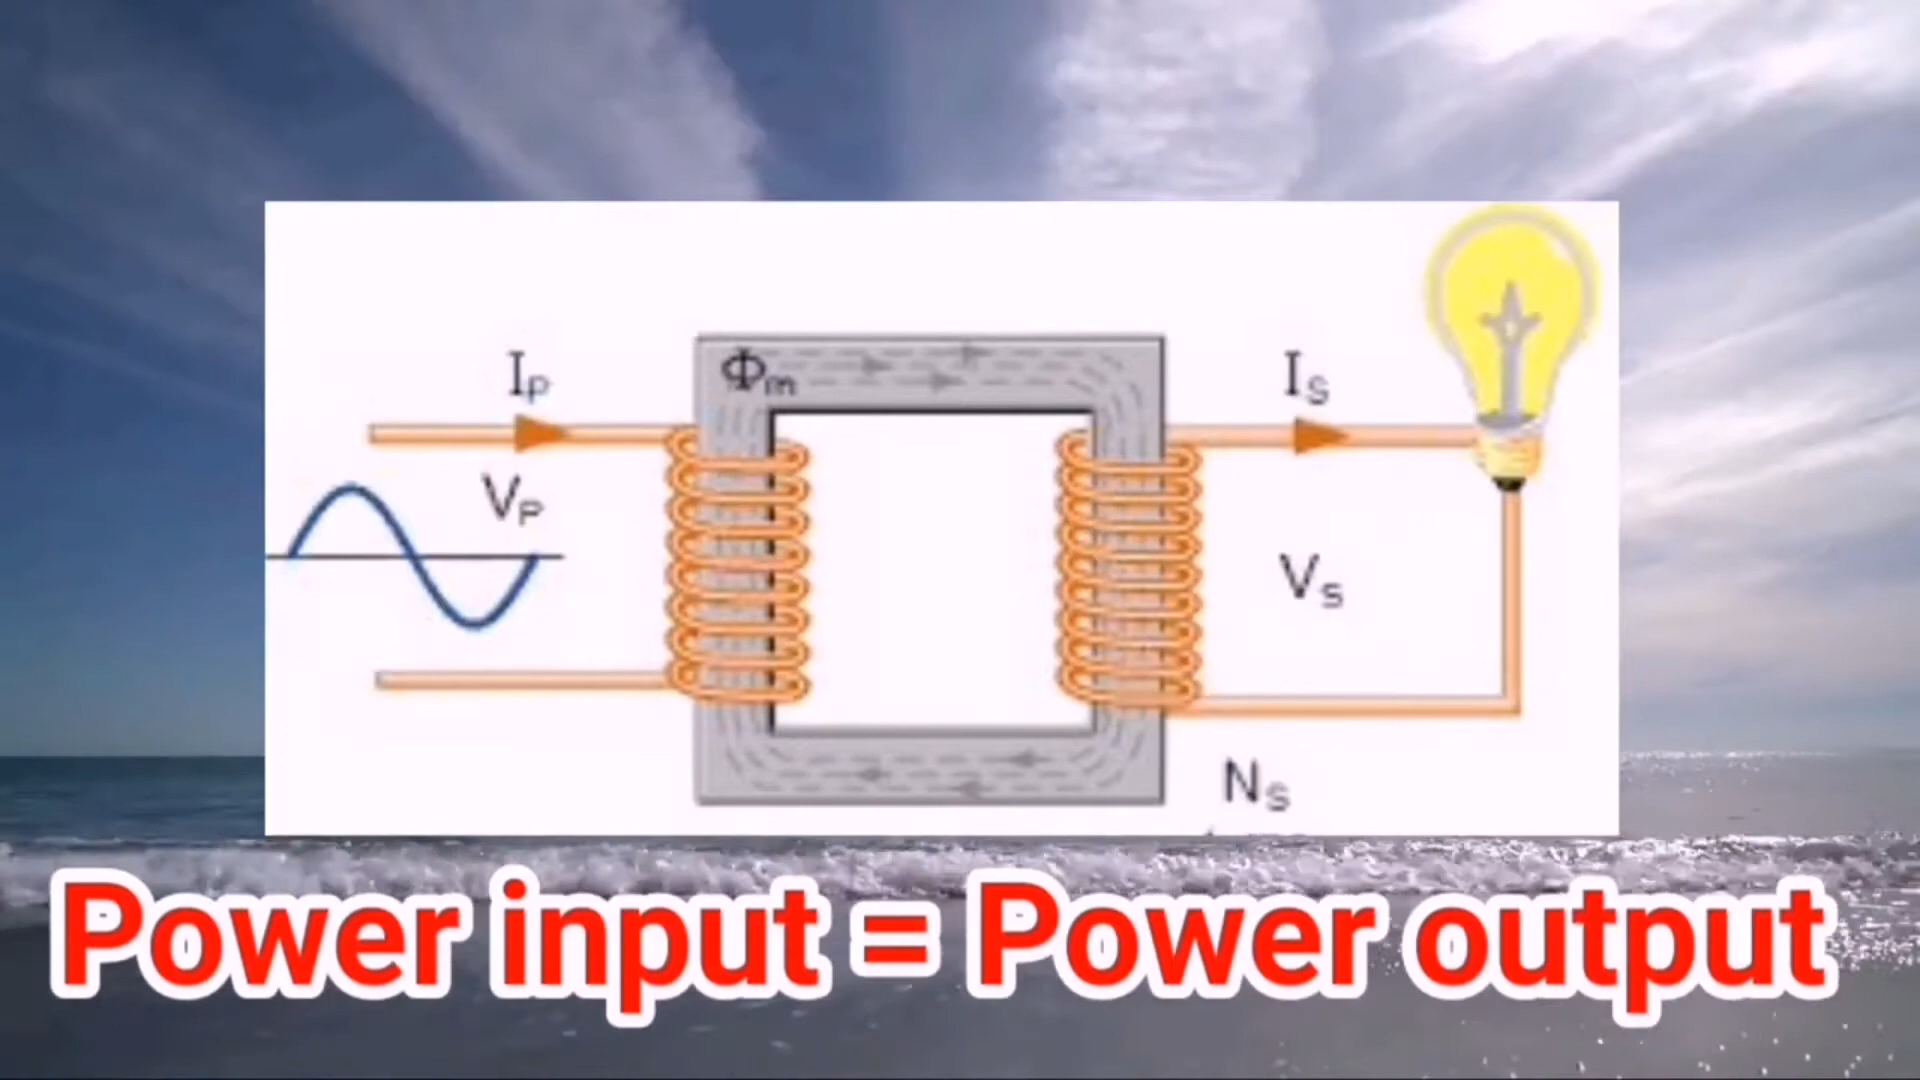 Φm
IP
IS
VP
VS
NS
Power input = Power output